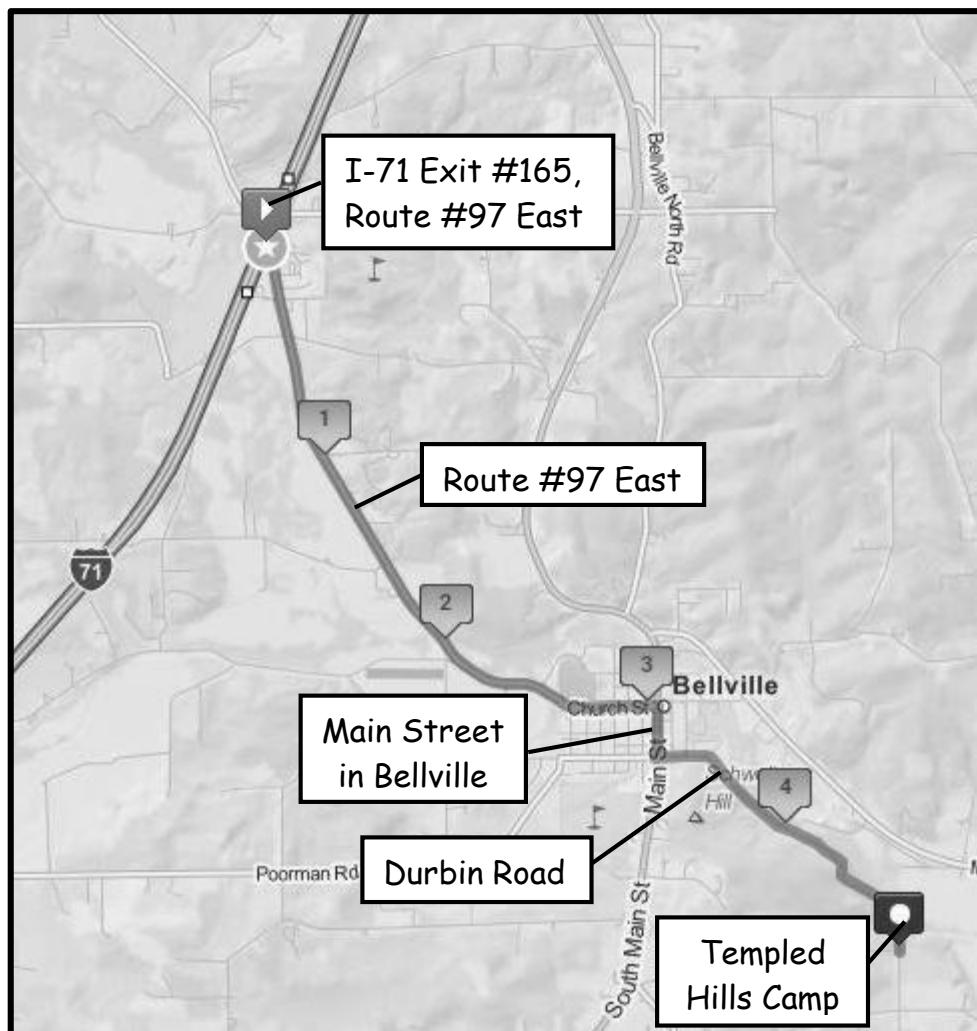 I-71 Exit #165,
Route #97 East
Bellville North Rd
1
Route #97 East
71
2
3
Bellville
Church St
Main Street
in Bellville
Main St
Hill
4
Durbin Road
Poorman Rd
South Main St
Templed
Hills Camp